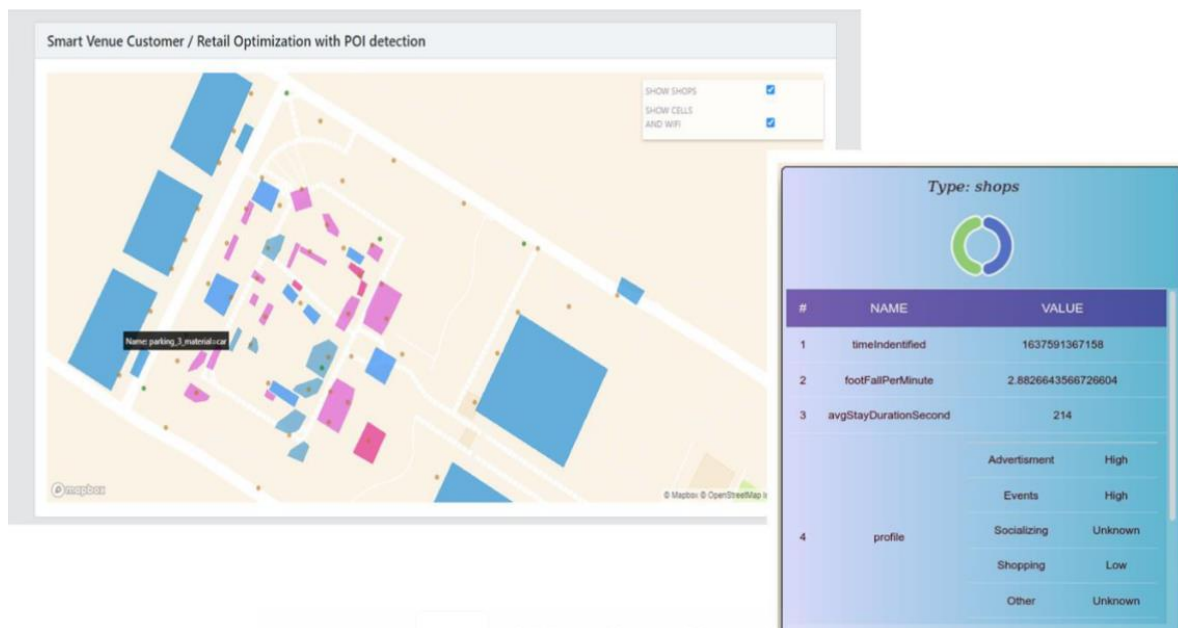 Smart Venue Customer / Retail Optimization with POI detection
SHOW SHOPS
SHOW CELLS
AND WIFI
Name: parking_3_material=car
mapbox
© Mapbox © OpenStreetMap
Type: shops
# NAME VALUE
1 timeIndentified 1637591367158
2 footFallPerMinute 2.8826643566726604
3 avgStayDurationSecond 214
4 profile
Advertisment High
Events High
Socializing Unknown
Shopping Low
Other Unknown